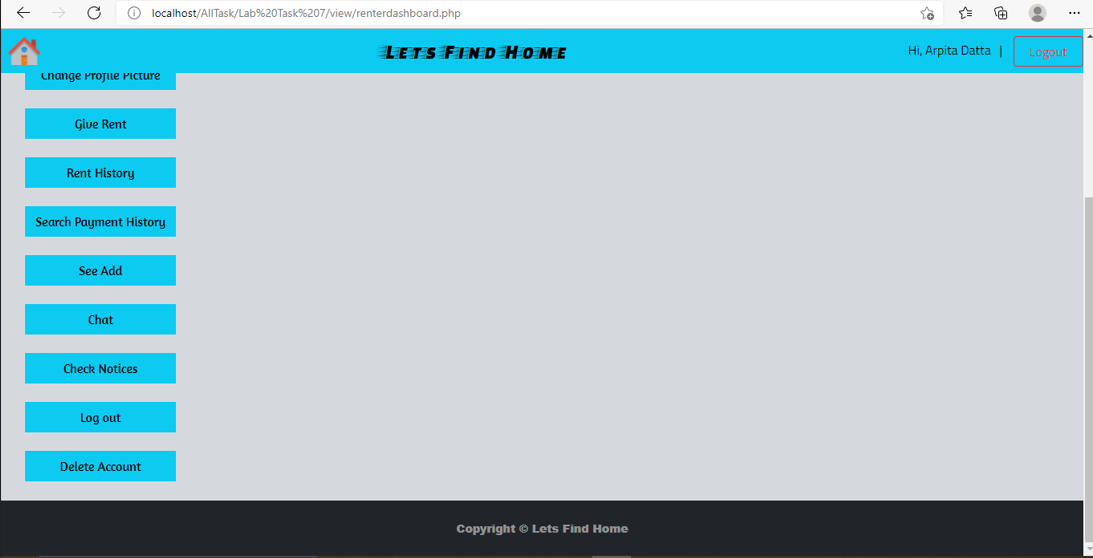 localhost/AllTask/Lab%20Task%207/view/renterdashboard.php
Lets Find Home
Hi, Arpita Datta |
Logout
Change Profile Picture
Give Rent
Rent History
Search Payment History
See Add
Chat
Check Notices
Log out
Delete Account
Copyright © Lets Find Home